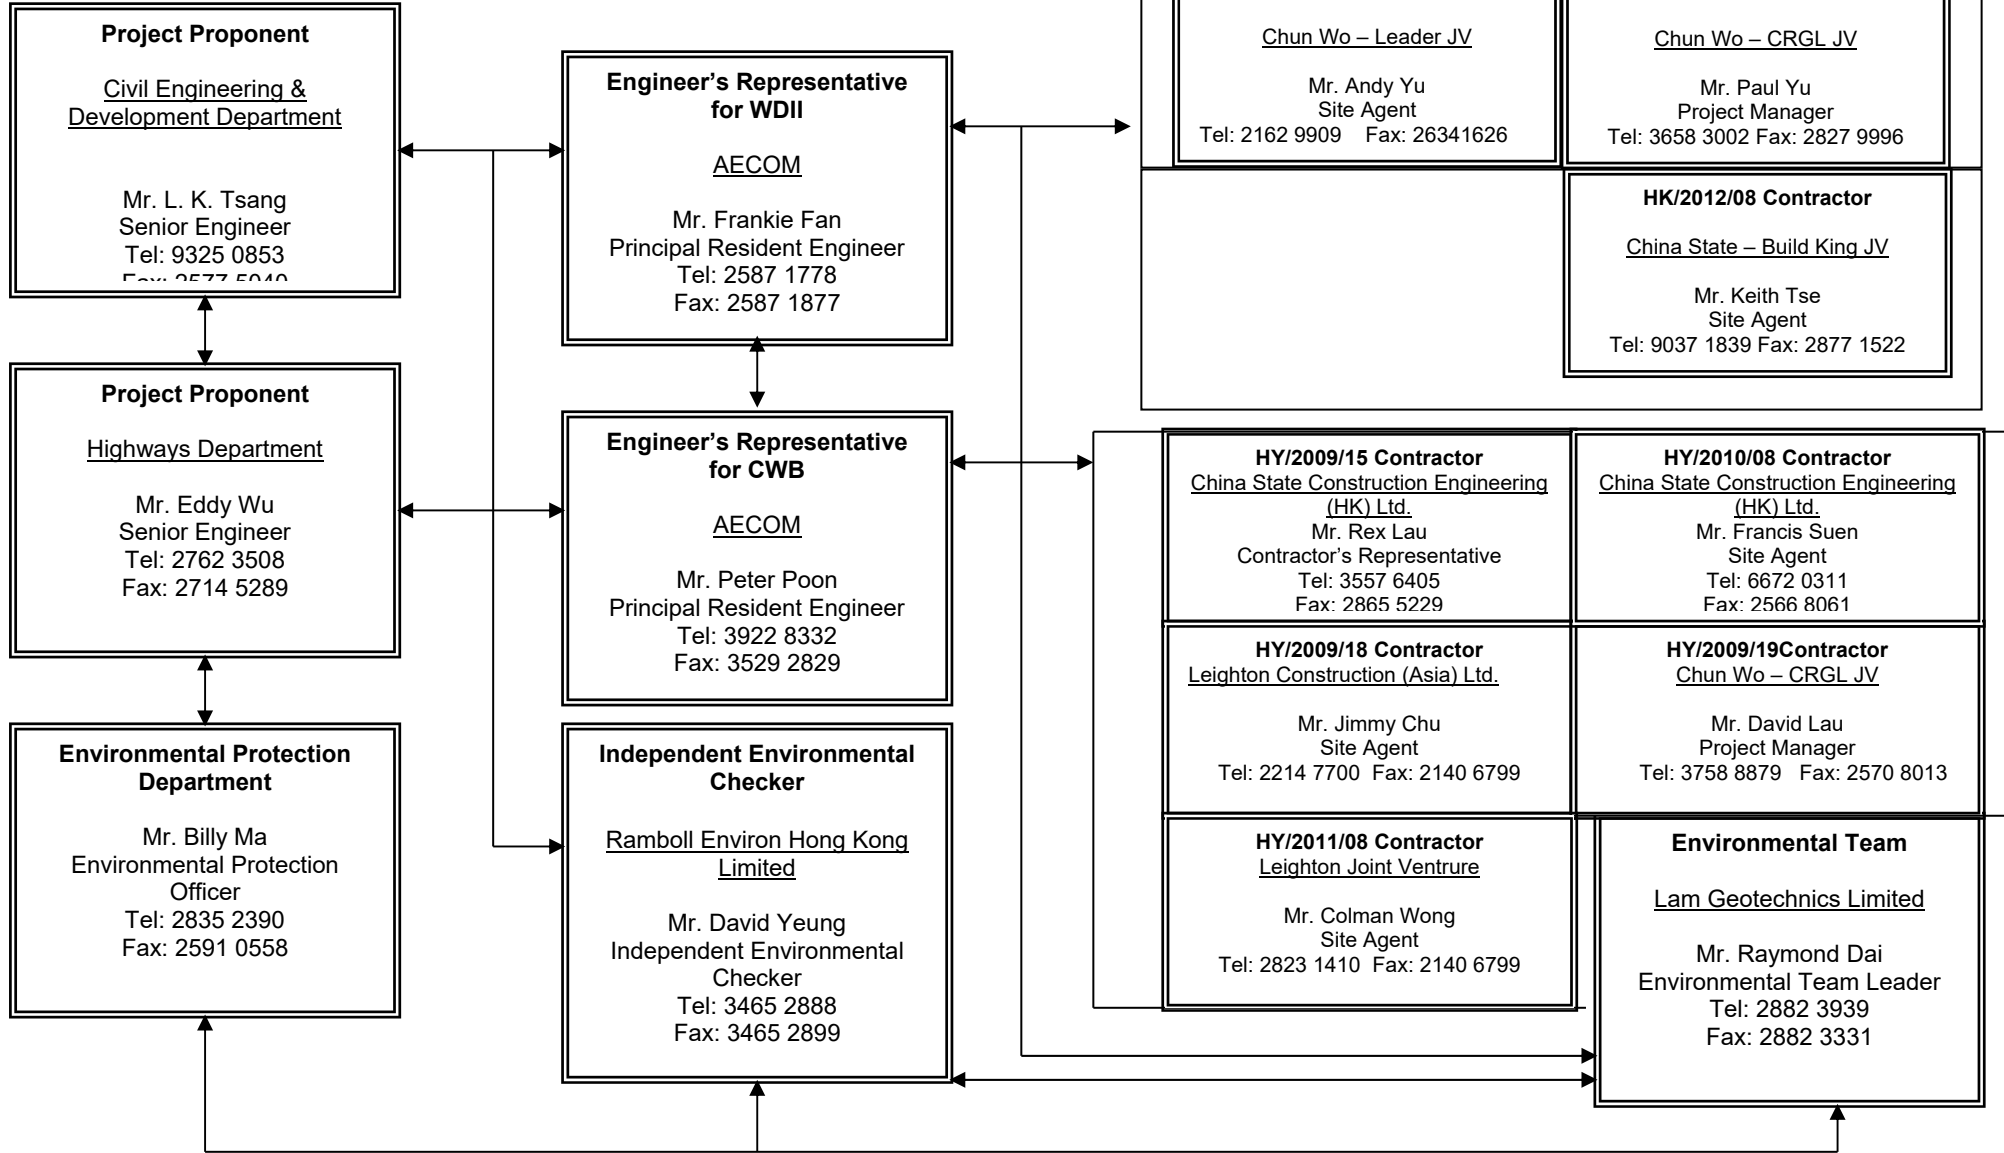 Project Proponent
Civil Engineering &
Development Department
Mr. L. K. Tsang
Senior Engineer
Tel: 9325 0853
Fax: 2577 5040
Project Proponent
Highways Department
Mr. Eddy Wu
Senior Engineer
Tel: 2762 3508
Fax: 2714 5289
Environmental Protection
Department
Mr. Billy Ma
Environmental Protection
Officer
Tel: 2835 2390
Fax: 2591 0558
Engineer’s Representative
for WDII
AECOM
Mr. Frankie Fan
Principal Resident Engineer
Tel: 2587 1778
Fax: 2587 1877
Engineer’s Representative
for CWB
AECOM
Mr. Peter Poon
Principal Resident Engineer
Tel: 3922 8332
Fax: 3529 2829
Independent Environmental
Checker
Ramboll Environ Hong Kong
Limited
Mr. David Yeung
Independent Environmental
Checker
Tel: 3465 2888
Fax: 3465 2899
Chun Wo – Leader JV
Mr. Andy Yu
Site Agent
Tel: 2162 9909 Fax: 26341626
Chun Wo – CRGL JV
Mr. Paul Yu
Project Manager
Tel: 3658 3002 Fax: 2827 9996
HK/2012/08 Contractor
China State – Build King JV
Mr. Keith Tse
Site Agent
Tel: 9037 1839 Fax: 2877 1522
HY/2009/15 Contractor
China State Construction Engineering
(HK) Ltd.
Mr. Rex Lau
Contractor’s Representative
Tel: 3557 6405
Fax: 2865 5229
HY/2010/08 Contractor
China State Construction Engineering
(HK) Ltd.
Mr. Francis Suen
Site Agent
Tel: 6672 0311
Fax: 2566 8061
HY/2009/18 Contractor
Leighton Construction (Asia) Ltd.
Mr. Jimmy Chu
Site Agent
Tel: 2214 7700 Fax: 2140 6799
HY/2009/19Contractor
Chun Wo – CRGL JV
Mr. David Lau
Project Manager
Tel: 3758 8879 Fax: 2570 8013
HY/2011/08 Contractor
Leighton Joint Ventrure
Mr. Colman Wong
Site Agent
Tel: 2823 1410 Fax: 2140 6799
Environmental Team
Lam Geotechnics Limited
Mr. Raymond Dai
Environmental Team Leader
Tel: 2882 3939
Fax: 2882 3331